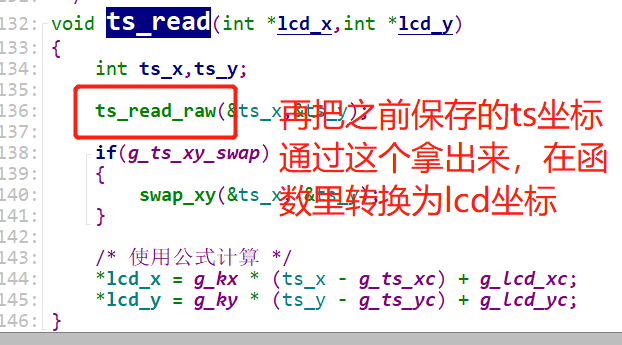 132: void ts_read(int *lcd_x,int *lcd_y)
133: {
134: int ts_x,ts_y;
135:
136: ts_read_raw(&ts_x,&ts_y);
137:
138: if(g_ts_xy_swap)
139: {
140: swap_xy(&ts_x,
141: }
142:
143: /* 使用公式计算 */
144: *lcd_x = g_kx * (ts_x - g_ts_xc) + g_lcd_xc;
145: *lcd_y = g_ky * (ts_y - g_ts_yc) + g_lcd_yc;
146: }
再把之前保存的ts坐标
通过这个拿出来，在函
数里转换为lcd坐标